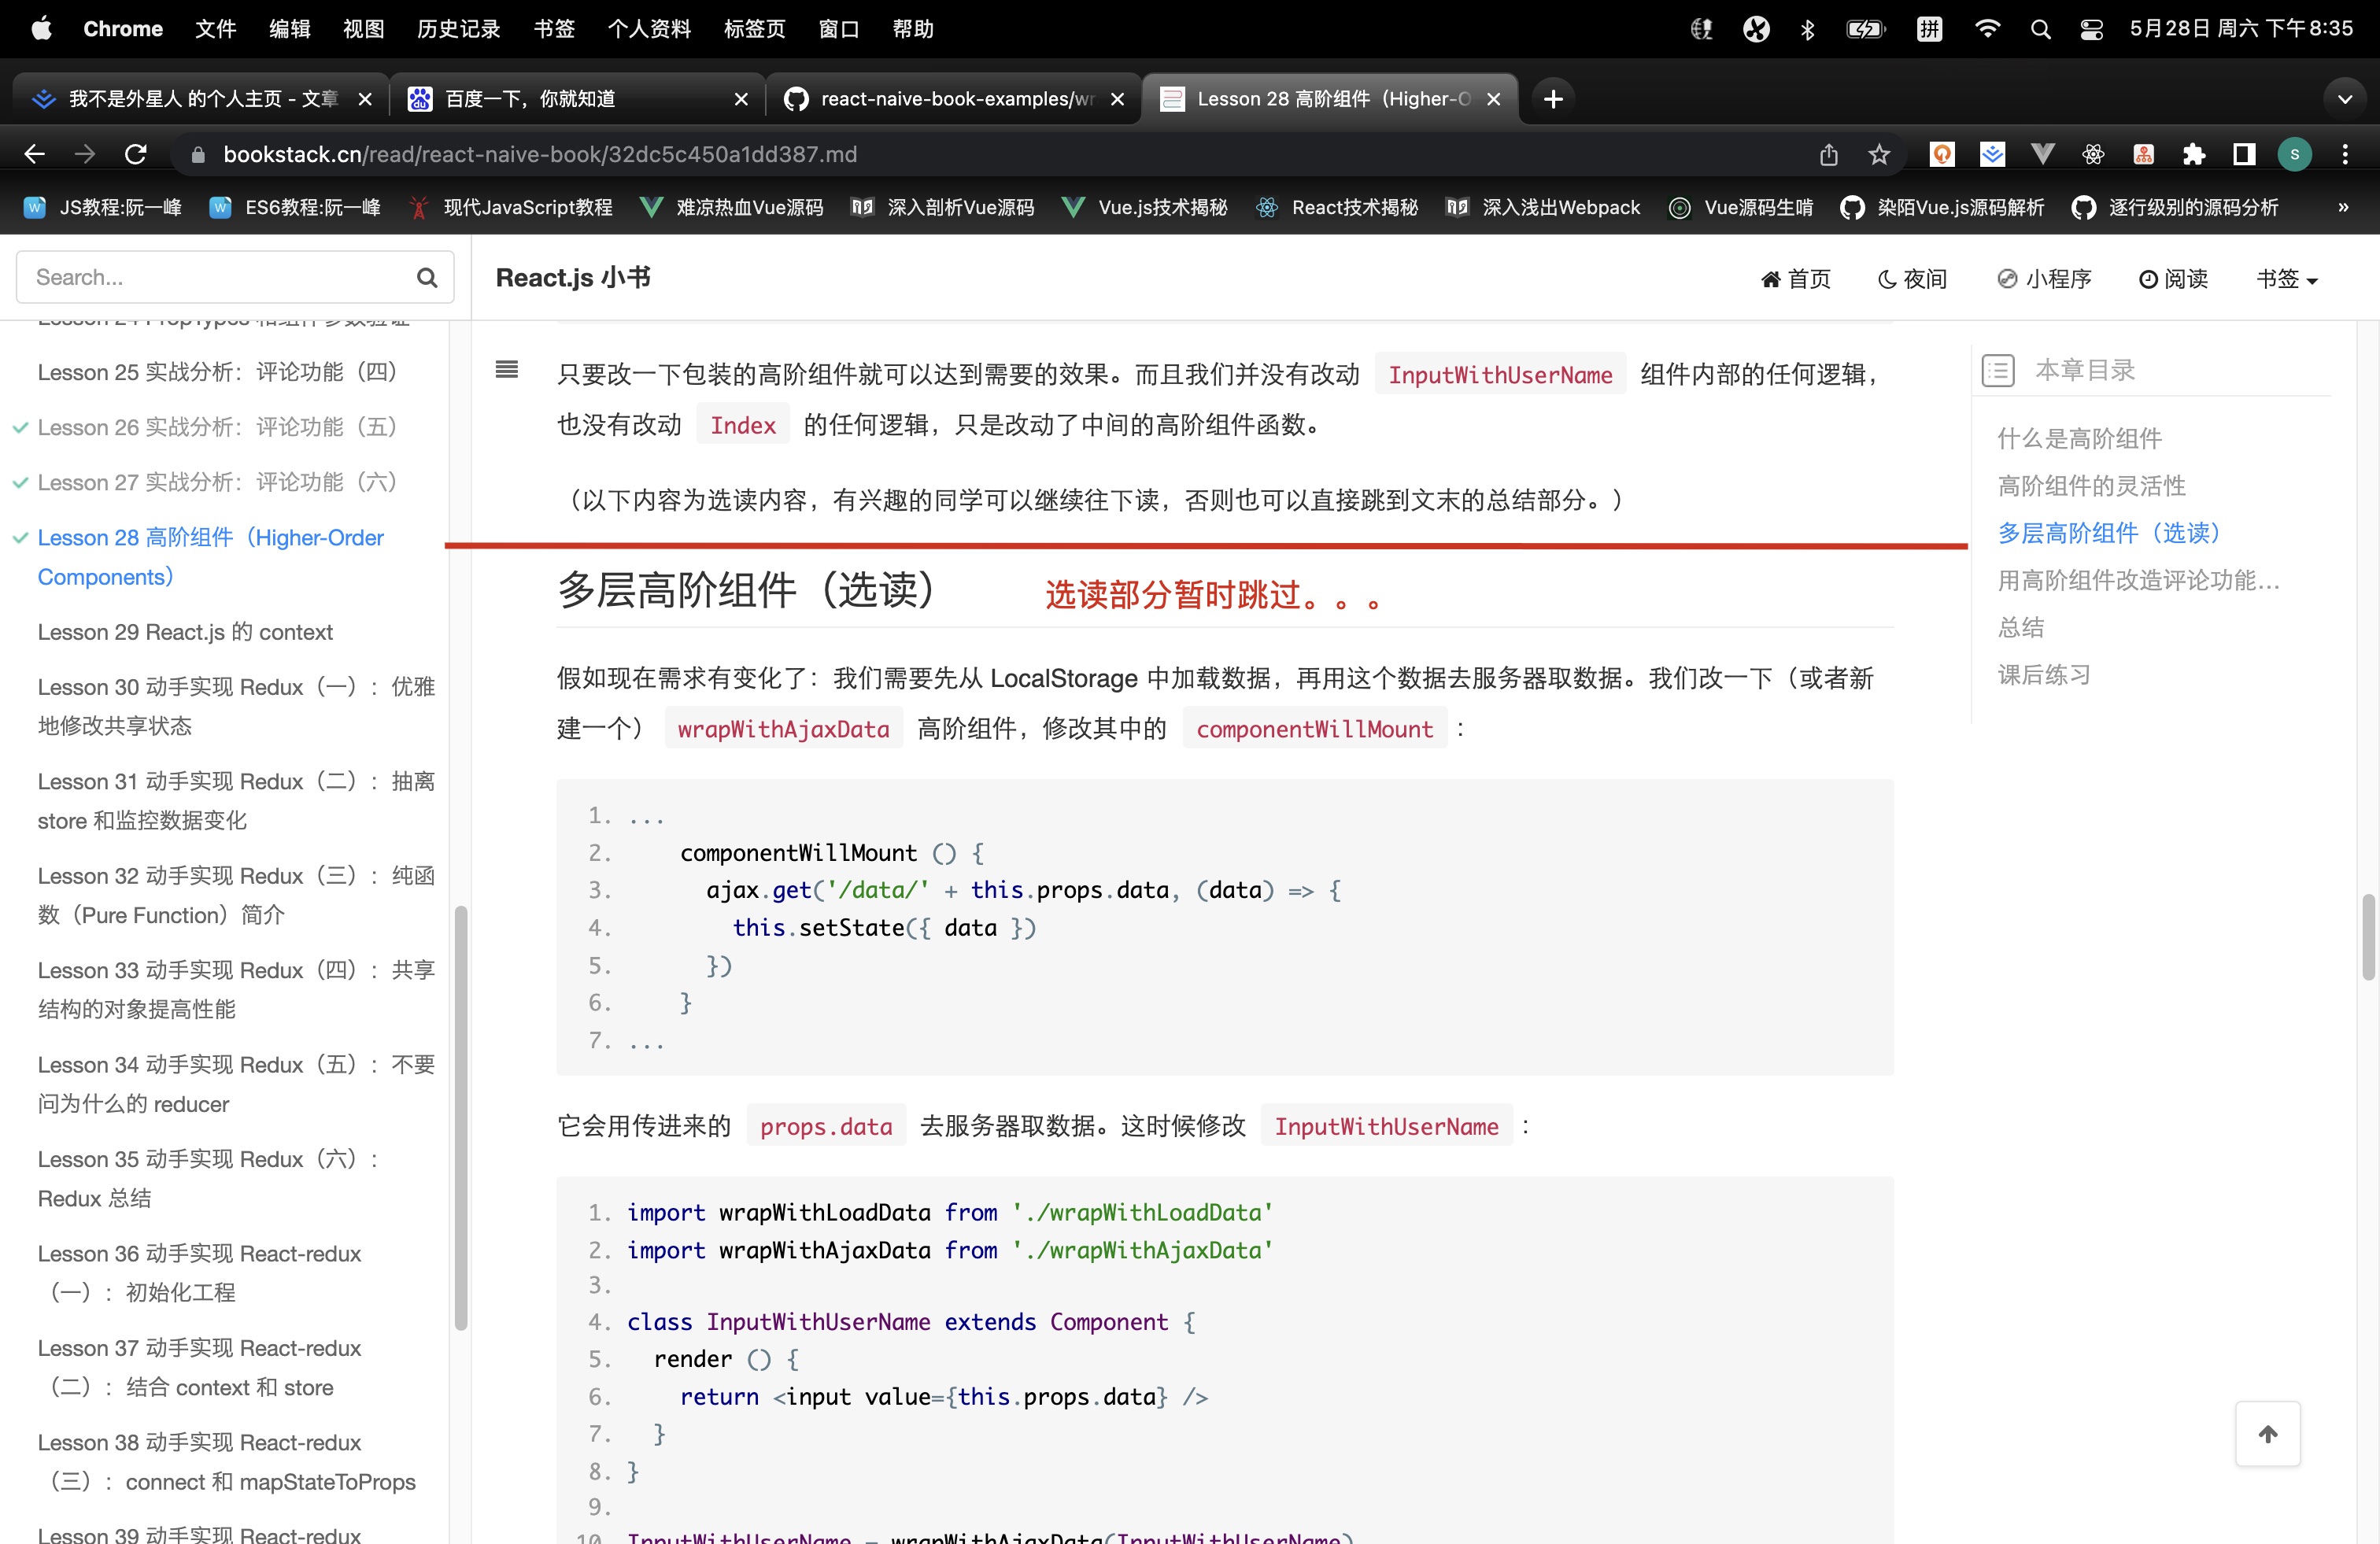 Chrome 文件 编辑 视图 历史记录 书签 个人资料 标签页 窗口 帮助 拼 5月28日 周六 下午8:35
我不是外星人 的个人主页 - 文章
百度一下，你就知道
react-naive-book-examples/wr
Lesson 28 高阶组件（Higher-O
bookstack.cn/read/react-naive-book/32dc5c450a1dd387.md
JS教程:阮一峰 ES6教程:阮一峰 现代JavaScript教程 难凉热血Vue源码 深入剖析Vue源码 Vue.js技术揭秘 React技术揭秘 深入浅出Webpack Vue源码生啃 染陌Vue.js源码解析 逐行级别的源码分析 »
Search...
React.js 小书
首页 夜间 小程序 阅读 书签
Lesson 24 PropTypes 和组件参数验证
Lesson 25 实战分析：评论功能（四）
Lesson 26 实战分析：评论功能（五）
Lesson 27 实战分析：评论功能（六）
Lesson 28 高阶组件（Higher-Order
Components）
Lesson 29 React.js 的 context
Lesson 30 动手实现 Redux（一）：优雅
地修改共享状态
Lesson 31 动手实现 Redux（二）：抽离
store 和监控数据变化
Lesson 32 动手实现 Redux（三）：纯函
数（Pure Function）简介
Lesson 33 动手实现 Redux（四）：共享
结构的对象提高性能
Lesson 34 动手实现 Redux（五）：不要
问为什么的 reducer
Lesson 35 动手实现 Redux（六）：
Redux 总结
Lesson 36 动手实现 React-redux
（一）：初始化工程
Lesson 37 动手实现 React-redux
（二）：结合 context 和 store
Lesson 38 动手实现 React-redux
（三）：connect 和 mapStateToProps
Lesson 39 动手实现 React-redux
只要改一下包装的高阶组件就可以达到需要的效果。而且我们并没有改动 InputWithUserName 组件内部的任何逻辑，
也没有改动 Index 的任何逻辑，只是改动了中间的高阶组件函数。
（以下内容为选读内容，有兴趣的同学可以继续往下读，否则也可以直接跳到文末的总结部分。）
多层高阶组件（选读）
选读部分暂时跳过。。。
假如现在需求有变化了：我们需要先从 LocalStorage 中加载数据，再用这个数据去服务器取数据。我们改一下（或者新
建一个） wrapWithAjaxData 高阶组件，修改其中的 componentWillMount ：
1. ...
2. componentWillMount () {
3. ajax.get('/data/' + this.props.data, (data) => {
4. this.setState({ data })
5. })
6. }
7. ...
它会用传进来的 props.data 去服务器取数据。这时候修改 InputWithUserName ：
1. import wrapWithLoadData from './wrapWithLoadData'
2. import wrapWithAjaxData from './wrapWithAjaxData'
3.
4. class InputWithUserName extends Component {
5. render () {
6. return <input value={this.props.data} />
7. }
8. }
9.
10. InputWithUserName = wrapWithAjaxData(InputWithUserName)
本章目录
什么是高阶组件
高阶组件的灵活性
多层高阶组件（选读）
用高阶组件改造评论功能...
总结
课后练习